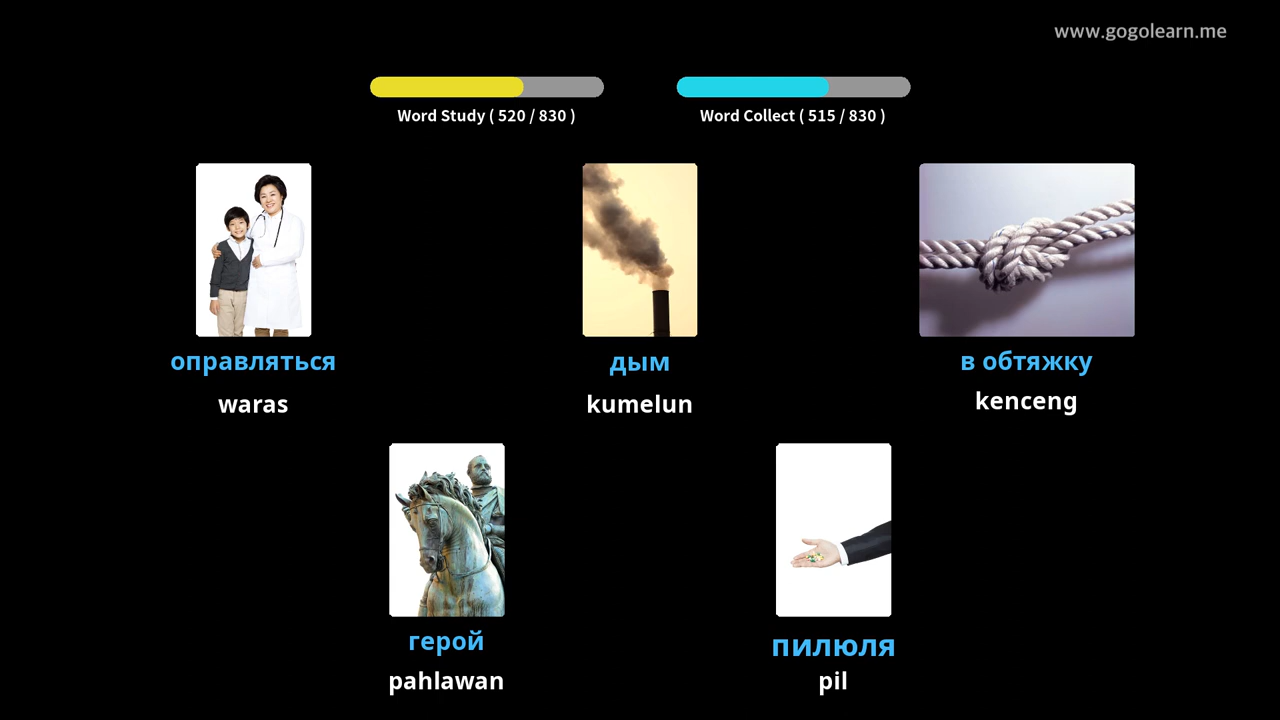 www.gogolearn.me
Word Study ( 520 / 830 )
Word Collect ( 515 / 830 )
оправляться
waras
дым
kumelun
в обтяжку
kenceng
герой
pahlawan
пилюля
pil